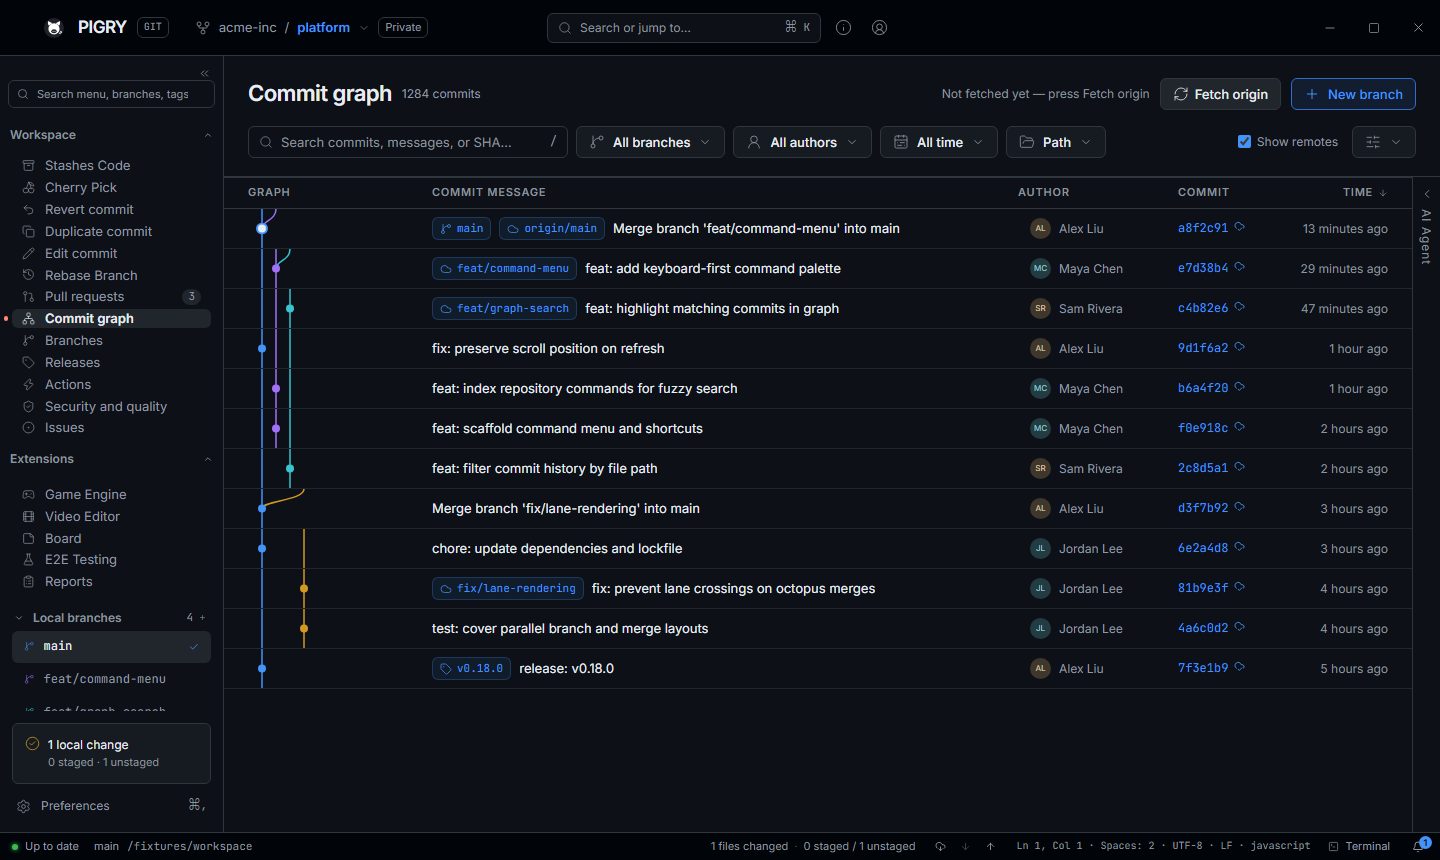 PIGRY GIT acme-inc / platform Private Search or jump to... ⌘ K
Search menu, branches, tags
Workspace
Stashes Code
Cherry Pick
Revert commit
Duplicate commit
Edit commit
Rebase Branch
Pull requests 3
Commit graph
Branches
Releases
Actions
Security and quality
Issues
Extensions
Game Engine
Video Editor
Board
E2E Testing
Reports
Local branches 4 +
main
feat/command-menu
feat/graph-search
1 local change
0 staged · 1 unstaged
Preferences ⌘,
Commit graph 1284 commits Not fetched yet — press Fetch origin Fetch origin New branch
Search commits, messages, or SHA... / All branches All authors All time Path Show remotes
GRAPH COMMIT MESSAGE AUTHOR COMMIT TIME ↓
main origin/main Merge branch 'feat/command-menu' into main AL Alex Liu a8f2c91 13 minutes ago
feat/command-menu feat: add keyboard-first command palette MC Maya Chen e7d38b4 29 minutes ago
feat/graph-search feat: highlight matching commits in graph SR Sam Rivera c4b82e6 47 minutes ago
fix: preserve scroll position on refresh AL Alex Liu 9d1f6a2 1 hour ago
feat: index repository commands for fuzzy search MC Maya Chen b6a4f20 1 hour ago
feat: scaffold command menu and shortcuts MC Maya Chen f0e918c 2 hours ago
feat: filter commit history by file path SR Sam Rivera 2c8d5a1 2 hours ago
Merge branch 'fix/lane-rendering' into main AL Alex Liu d3f7b92 3 hours ago
chore: update dependencies and lockfile JL Jordan Lee 6e2a4d8 3 hours ago
fix/lane-rendering fix: prevent lane crossings on octopus merges JL Jordan Lee 81b9e3f 4 hours ago
test: cover parallel branch and merge layouts JL Jordan Lee 4a6c0d2 4 hours ago
v0.18.0 release: v0.18.0 AL Alex Liu 7f3e1b9 5 hours ago
AI Agent
Up to date main /fixtures/workspace 1 files changed · 0 staged / 1 unstaged ↓ ↑ Ln 1, Col 1 · Spaces: 2 · UTF-8 · LF · javascript Terminal 1